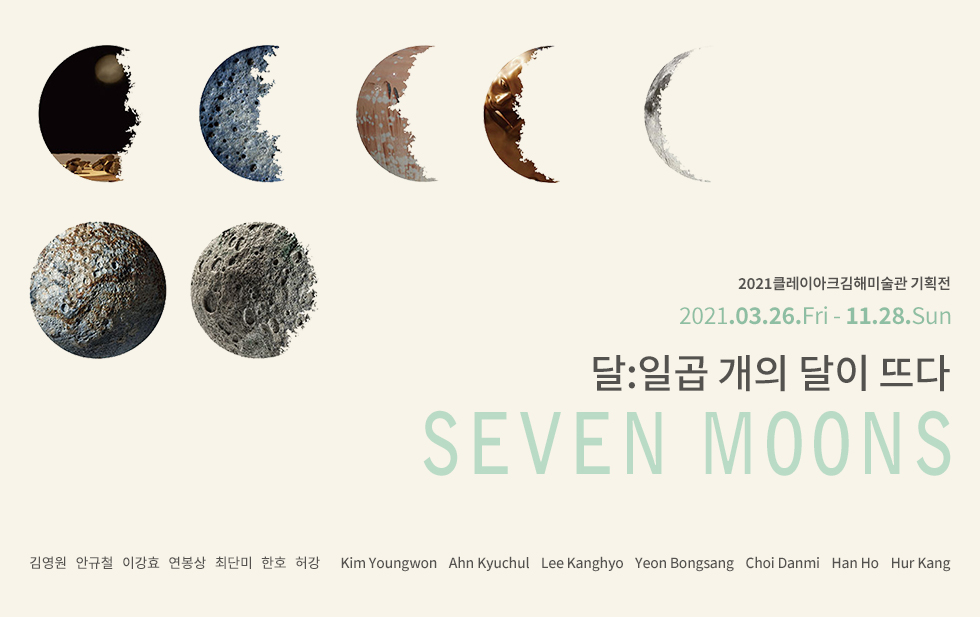 2021클레이아크김해미술관 기획전
2021.03.26.Fri - 11.28.Sun
달:일곱 개의 달이 뜨다
SEVEN MOONS
김영원 안규철 이강효 연봉상 최단미 한호 허강 Kim Youngwon Ahn Kyuchul Lee Kanghyo Yeon Bongsang Choi Danmi Han Ho Hur Kang